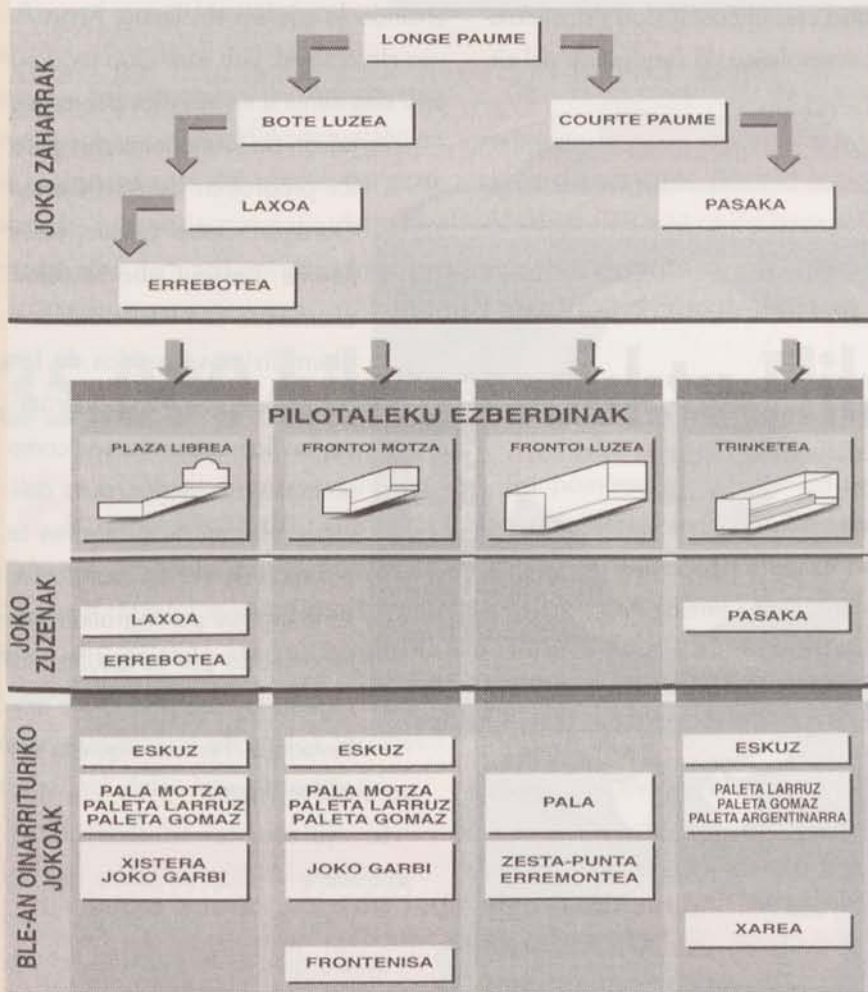 JOKO ZAHARRAK
LONGE PAUME
BOTE LUZEA
COURTE PAUME
LAXOA
PASAKA
ERREBOTEA
PILOTALEKU EZBERDINAK
PLAZA LIBREA
FRONTOI MOTZA
FRONTOI LUZEA
TRINKETEA
JOKO
ZUZENAK
LAXOA
ERREBOTEA
PASAKA
BLE-AN OINARRITURIKO
JOKOAK
ESKUZ
PALA MOTZA
PALETA LARRUZ
PALETA GOMAZ
XISTERA
JOKO GARBI
ESKUZ
PALA MOTZA
PALETA LARRUZ
PALETA GOMAZ
JOKO GARBI
FRONTENISA
PALA
ZESTA-PUNTA
ERREMONTEA
ESKUZ
PALETA LARRUZ
PALETA GOMAZ
PALETA ARGENTINARRA
XAREA